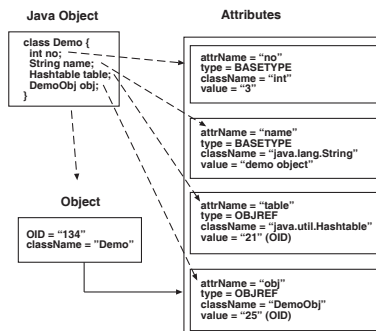 Java Object
class Demo {
int no;
String name;
Hashtable table;
DemoObj obj;
}
Object
OID = “134”
className = "Demo"
Attributes
attrName = “no”
type = BASETYPE
className = “int”
value = “3”
attrName = “name”
type = BASETYPE
className = “java.lang.String”
value = “demo object”
attrName = “table”
type = OBJREF
className = “java.util.Hashtable”
value = “21” (OID)
attrName = “obj”
type = OBJREF
className = “DemoObj”
value = “25” (OID)